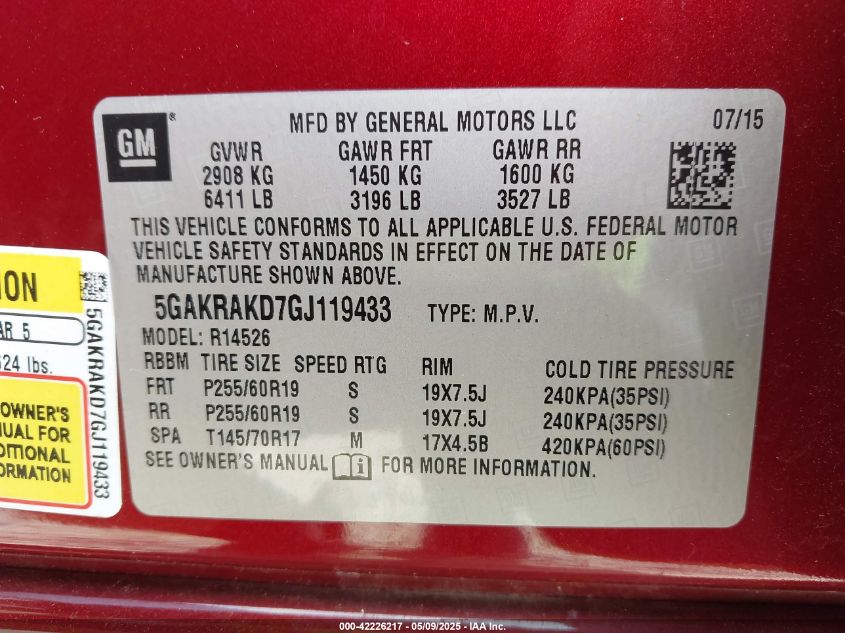 GM®
MFD BY GENERAL MOTORS LLC 07/15
GVWR GAWR FRT GAWR RR
2908 KG 1450 KG 1600 KG
6411 LB 3196 LB 3527 LB
THIS VEHICLE CONFORMS TO ALL APPLICABLE U.S. FEDERAL MOTOR
VEHICLE SAFETY STANDARDS IN EFFECT ON THE DATE OF
MANUFACTURE SHOWN ABOVE.
5GAKRAKD7GJ119433 TYPE: M.P.V.
MODEL: R14526
RBBM TIRE SIZE SPEED RTG RIM COLD TIRE PRESSURE
FRT P255/60R19 S 19X7.5J 240KPA(35PSI)
RR P255/60R19 S 19X7.5J 240KPA(35PSI)
SPA T145/70R17 M 17X4.5B 420KPA(60PSI)
SEE OWNER'S MANUAL FOR MORE INFORMATION.
5
lbs.
OWNER'S
FOR
5GAKRAKD7GJ119433
000-42226217 - 05/09/2025 - IAA Inc.